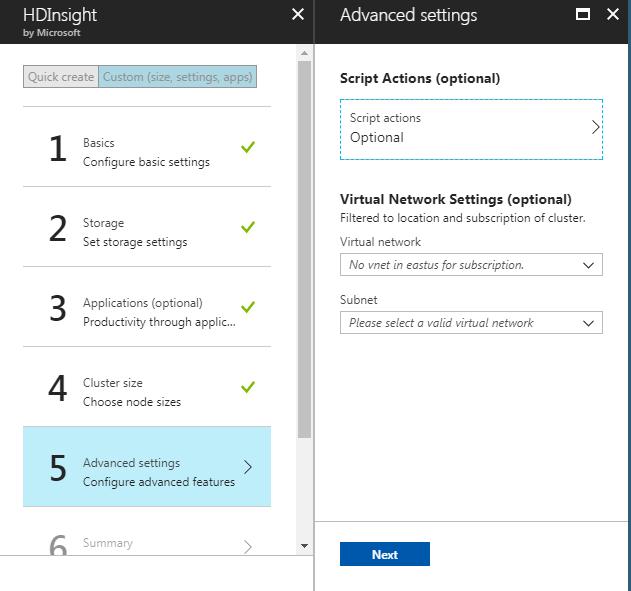 HDInsight
by Microsoft
Quick create
Custom (size, settings, apps)
1
Basics
Configure basic settings
2
Storage
Set storage settings
3
Applications (optional)
Productivity through applic...
4
Cluster size
Choose node sizes
5
Advanced settings
Configure advanced features
6
Summary
Advanced settings
Script Actions (optional)
Script actions
Optional
Virtual Network Settings (optional)
Filtered to location and subscription of cluster.
Virtual network
No vnet in eastus for subscription.
Subnet
Please select a valid virtual network
Next